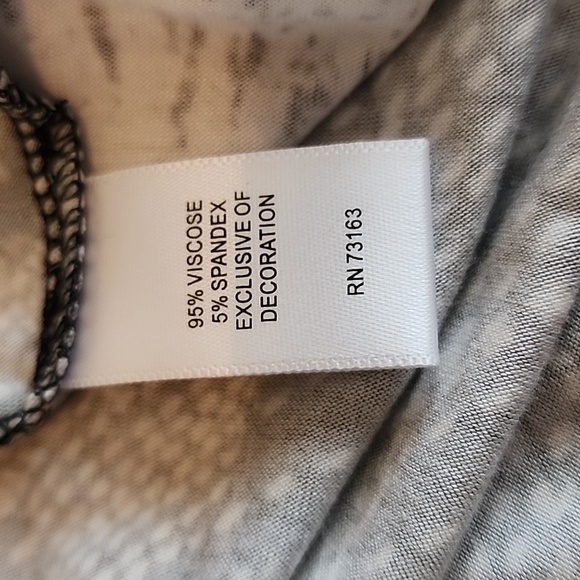 95% VISCOSE
5% SPANDEX
EXCLUSIVE OF
DECORATION
RN 73163